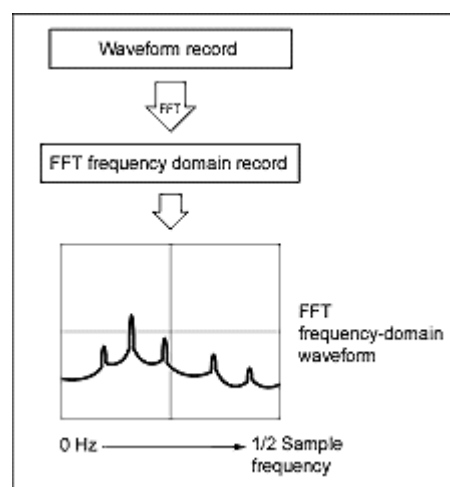 Waveform record
FFT
FFT frequency domain record
FFT
frequency-domain
waveform
0 Hz
1/2 Sample
frequency